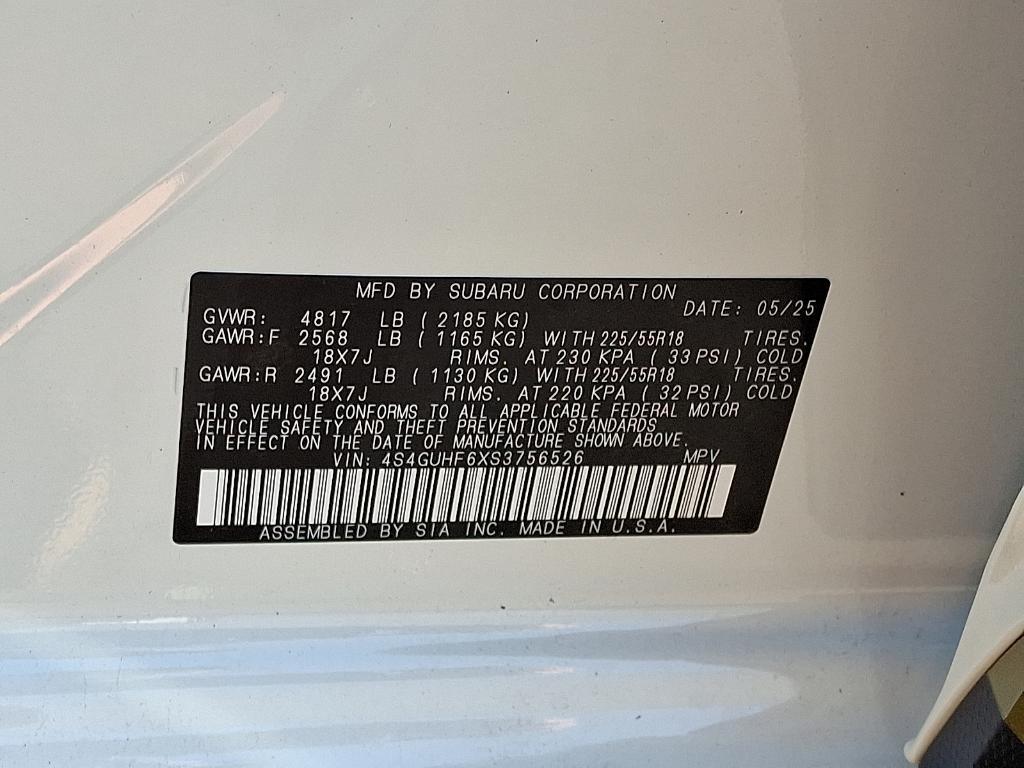 MFD BY SUBARU CORPORATION
DATE: 05/25
GVWR: 4817 LB ( 2185 KG)
GAWR:F 2568 LB ( 1165 KG) WITH 225/55R18 TIRES.
18X7J RIMS. AT 230 KPA ( 33 PSI) COLD
GAWR:R 2491 LB ( 1130 KG) WITH 225/55R18 TIRES.
18X7J RIMS. AT 220 KPA ( 32 PSI) COLD
THIS VEHICLE CONFORMS TO ALL APPLICABLE FEDERAL MOTOR
VEHICLE SAFETY AND THEFT PREVENTION STANDARDS
IN EFFECT ON THE DATE OF MANUFACTURE SHOWN ABOVE.
VIN: 4S4GUHF6XS3756526 MPV
ASSEMBLED BY SIA INC. MADE IN U.S.A.